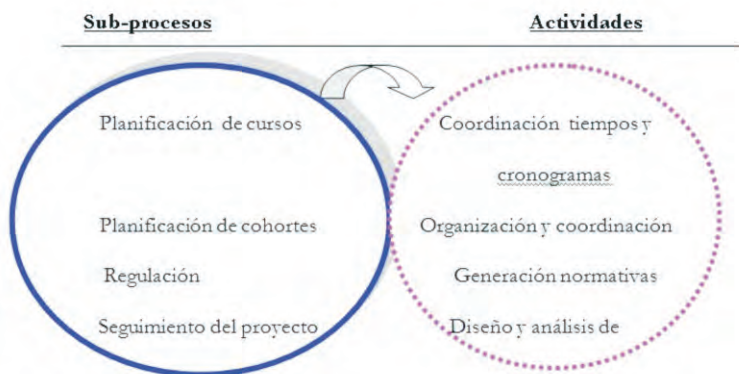 Sub-procesos Actividades
Planificación de cursos Coordinación tiempos y
cronogramas
Planificación de cohortes Organización y coordinación
Regulación Generación normativas
Seguimiento del proyecto Diseño y análisis de